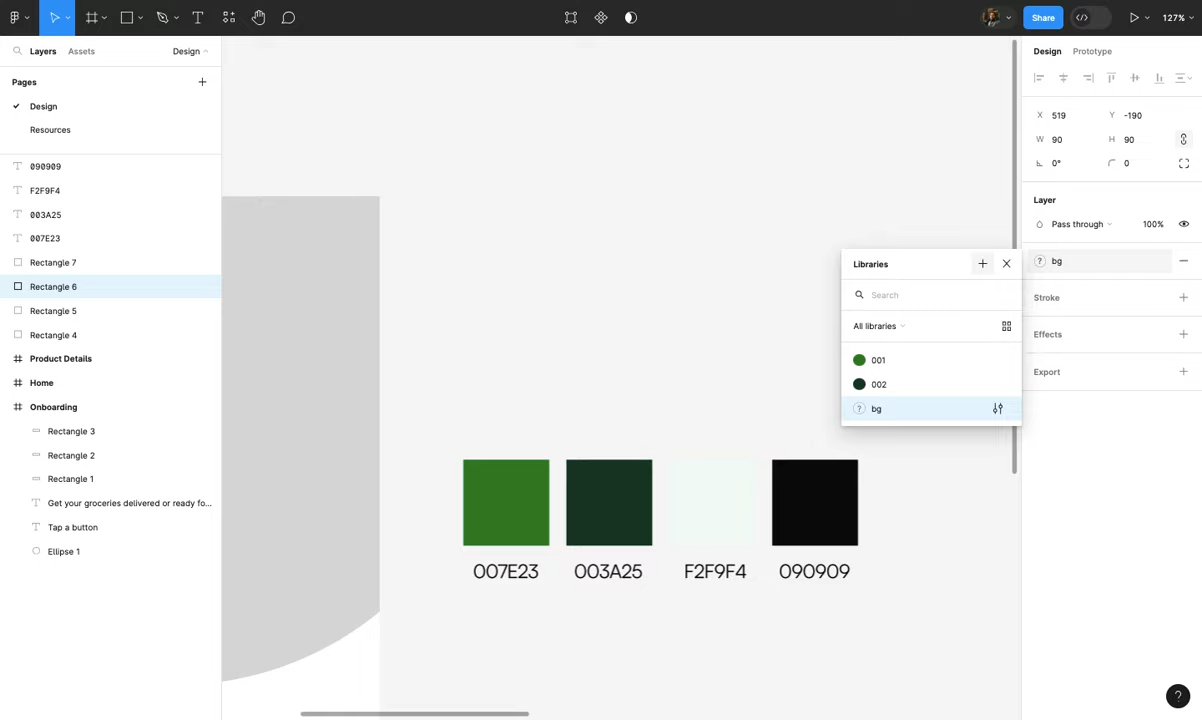 Share
127%
Layers
Assets
Design
Pages
Design
Resources
090909
F2F9F4
003A25
007E23
Rectangle 7
Rectangle 6
Rectangle 5
Rectangle 4
Product Details
Home
Onboarding
Rectangle 3
Rectangle 2
Rectangle 1
Get your groceries delivered or ready fo...
Tap a button
Ellipse 1
007E23
003A25
F2F9F4
090909
Libraries
Search
All libraries
001
002
? bg
Design
Prototype
X 519
Y -190
W 90
H 90
0°
0
Layer
Pass through
100%
? bg
Stroke
Effects
Export
?